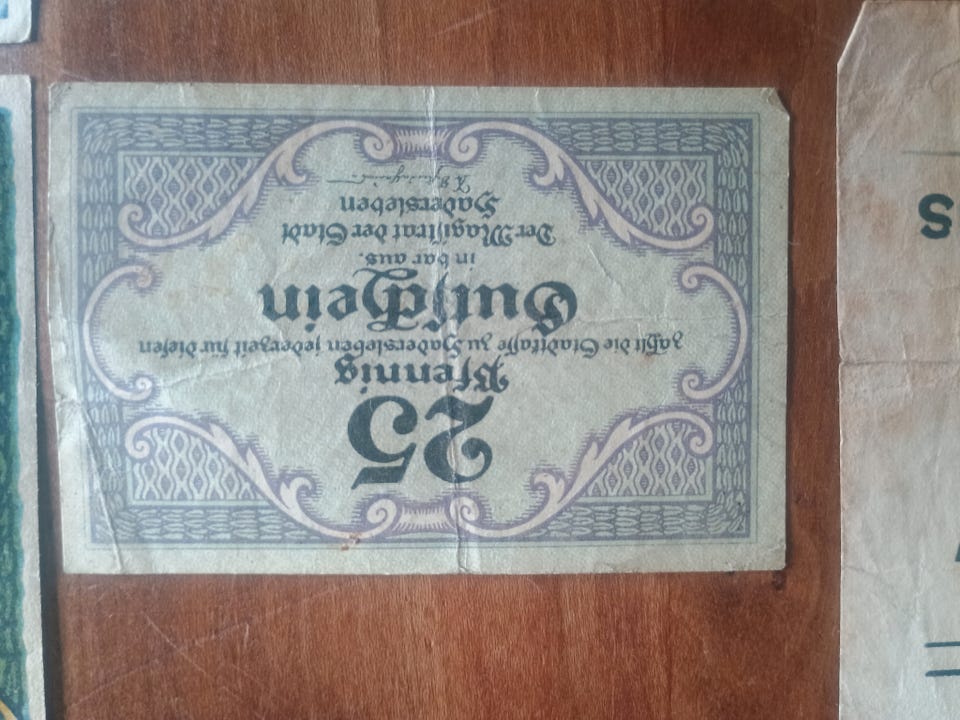 25
Pfennig
zahlt die Stadtkasse zu Hadersleben jederzeit für diesen
Gutschein
in bar aus.
Der Magistrat der Stadt
Hadersleben
S